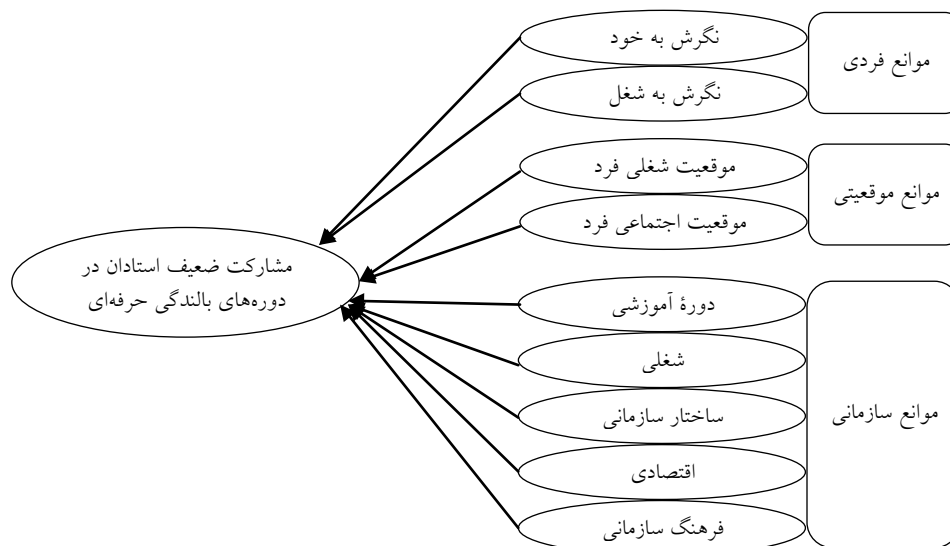 موانع فردی
نگرش به خود
نگرش به شغل
موانع موقعیتی
موقعیت شغلی فرد
موقعیت اجتماعی فرد
موانع سازمانی
دورۀ آموزشی
شغلی
ساختار سازمانی
اقتصادی
فرهنگ سازمانی
مشارکت ضعیف استادان در
دوره‌های بالندگی حرفه‌ای